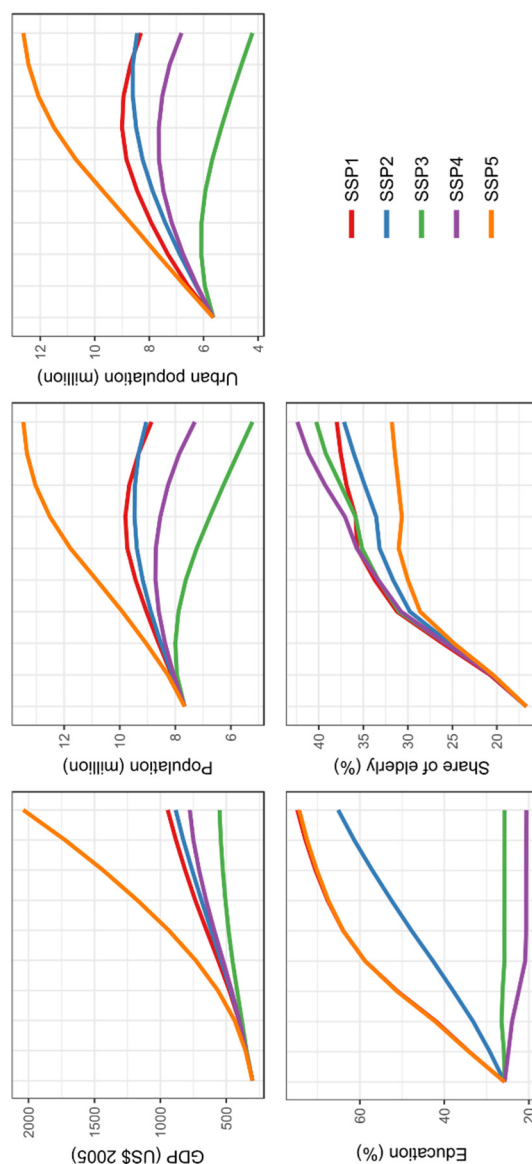 GDP (US$ 2005)
2000
1500
1000
500
Population (million)
12
10
8
6
Urban population (million)
12
10
8
6
4
Education (%)
60
40
20
Share of elderly (%)
40
35
30
25
20
SSP1
SSP2
SSP3
SSP4
SSP5